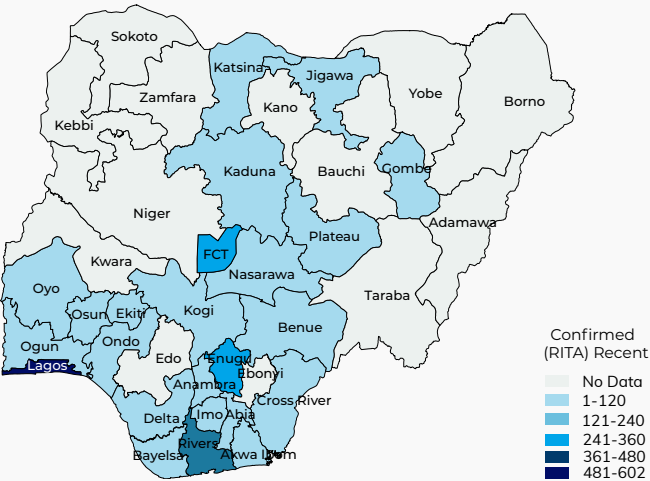 Sokoto
Katsina
Jigawa
Zamfara
Kano
Yobe
Borno
Kebbi
Kaduna
Bauchi
Gombe
Niger
Adamawa
Plateau
FCT
Kwara
Nasarawa
Oyo
Taraba
Osun
Ekiti
Kogi
Benue
Ogun
Ondo
Edo
Enugu
Lagos
Ebonyi
Anambra
Cross River
Delta
Imo
Abia
Rivers
Bayelsa
Akwa Ibom
Confirmed
(RITA) Recent
No Data
1-120
121-240
241-360
361-480
481-602